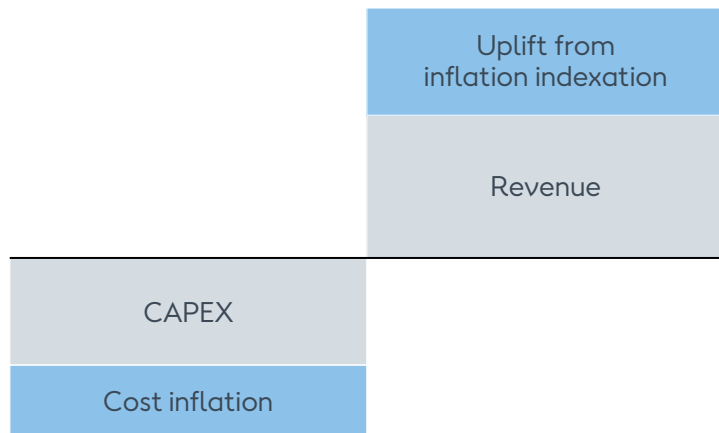 Uplift from
inflation indexation
Revenue
CAPEX
Cost inflation